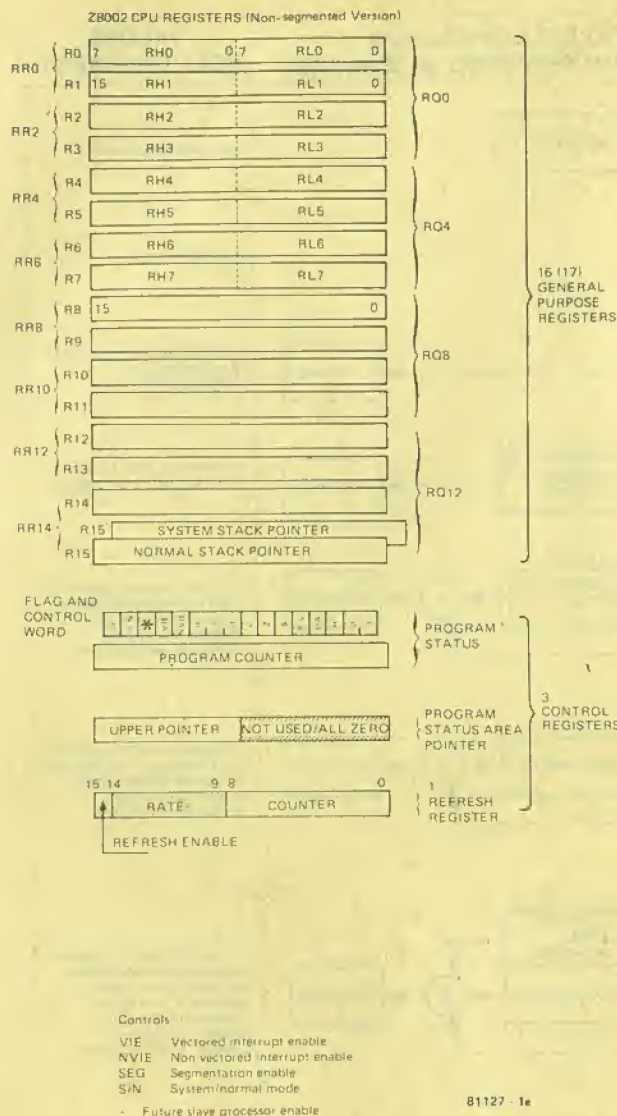 Z8002 CPU REGISTERS (Non-segmented Version)
RR0 R0 7 RH0 0 7 RL0 0
R1 15 RH1 RL1 0
RQ0
RR2 R2 RH2 RL2
R3 RH3 RL3
RR4 R4 RH4 RL4
R5 RH5 RL5
RQ4
RR6 R6 RH6 RL6
R7 RH7 RL7
16 (17)
GENERAL
PURPOSE
REGISTERS
RR8 R8 15 0
R9
RQ8
RR10 R10
R11
RR12 R12
R13
RQ12
R14
RR14 R15 SYSTEM STACK POINTER
R15 NORMAL STACK POINTER
FLAG AND
CONTROL
WORD
*
PROGRAM COUNTER
PROGRAM
STATUS
3
CONTROL
REGISTERS
UPPER POINTER NOT USED/ALL ZERO
PROGRAM
STATUS AREA
POINTER
15 14 9 8 0
RATE COUNTER
1
REFRESH
REGISTER
REFRESH ENABLE
Controls
VIE Vectored interrupt enable
NVIE Non vectored interrupt enable
SEG Segmentation enable
S/N System/normal mode
- Future slave processor enable
81127 - 1e